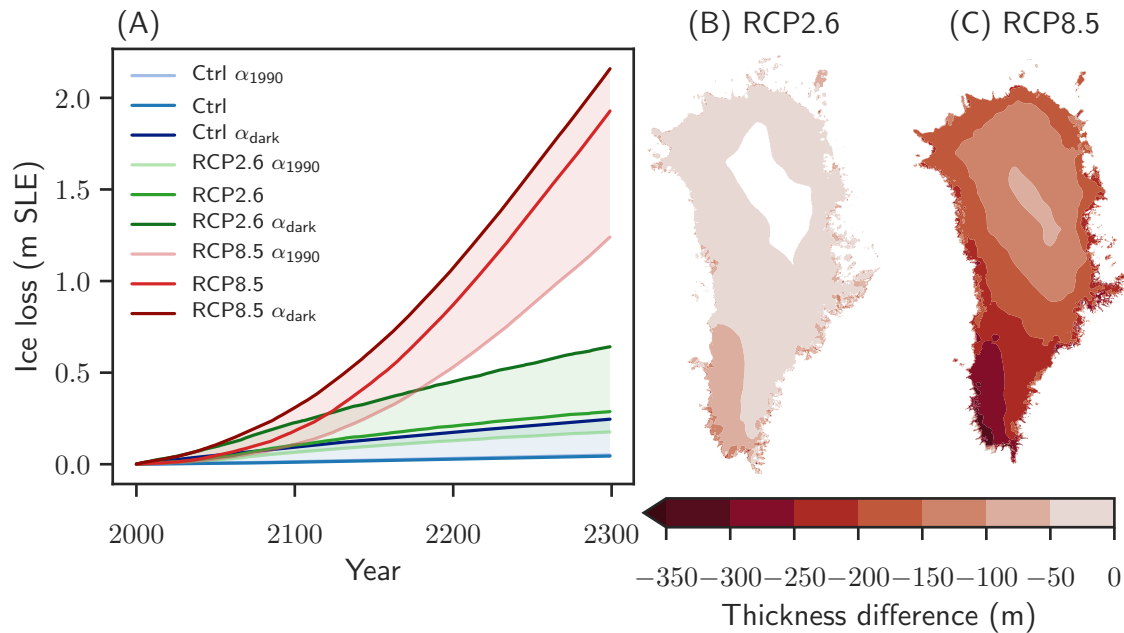 (A)
(B) RCP2.6
(C) RCP8.5
Ice loss (m SLE)
2.0
1.5
1.0
0.5
0.0
Ctrl α1990
Ctrl
Ctrl αdark
RCP2.6 α1990
RCP2.6
RCP2.6 αdark
RCP8.5 α1990
RCP8.5
RCP8.5 αdark
2000 2100 2200 2300
Year
−350 −300 −250 −200 −150 −100 −50 0
Thickness difference (m)